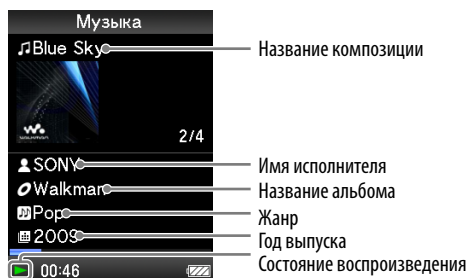 Музыка
Blue Sky
Название композиции
WALKMAN
2/4
SONY
Имя исполнителя
Walkman
Название альбома
Pop
Жанр
2009
Год выпуска
00:46
Состояние воспроизведения